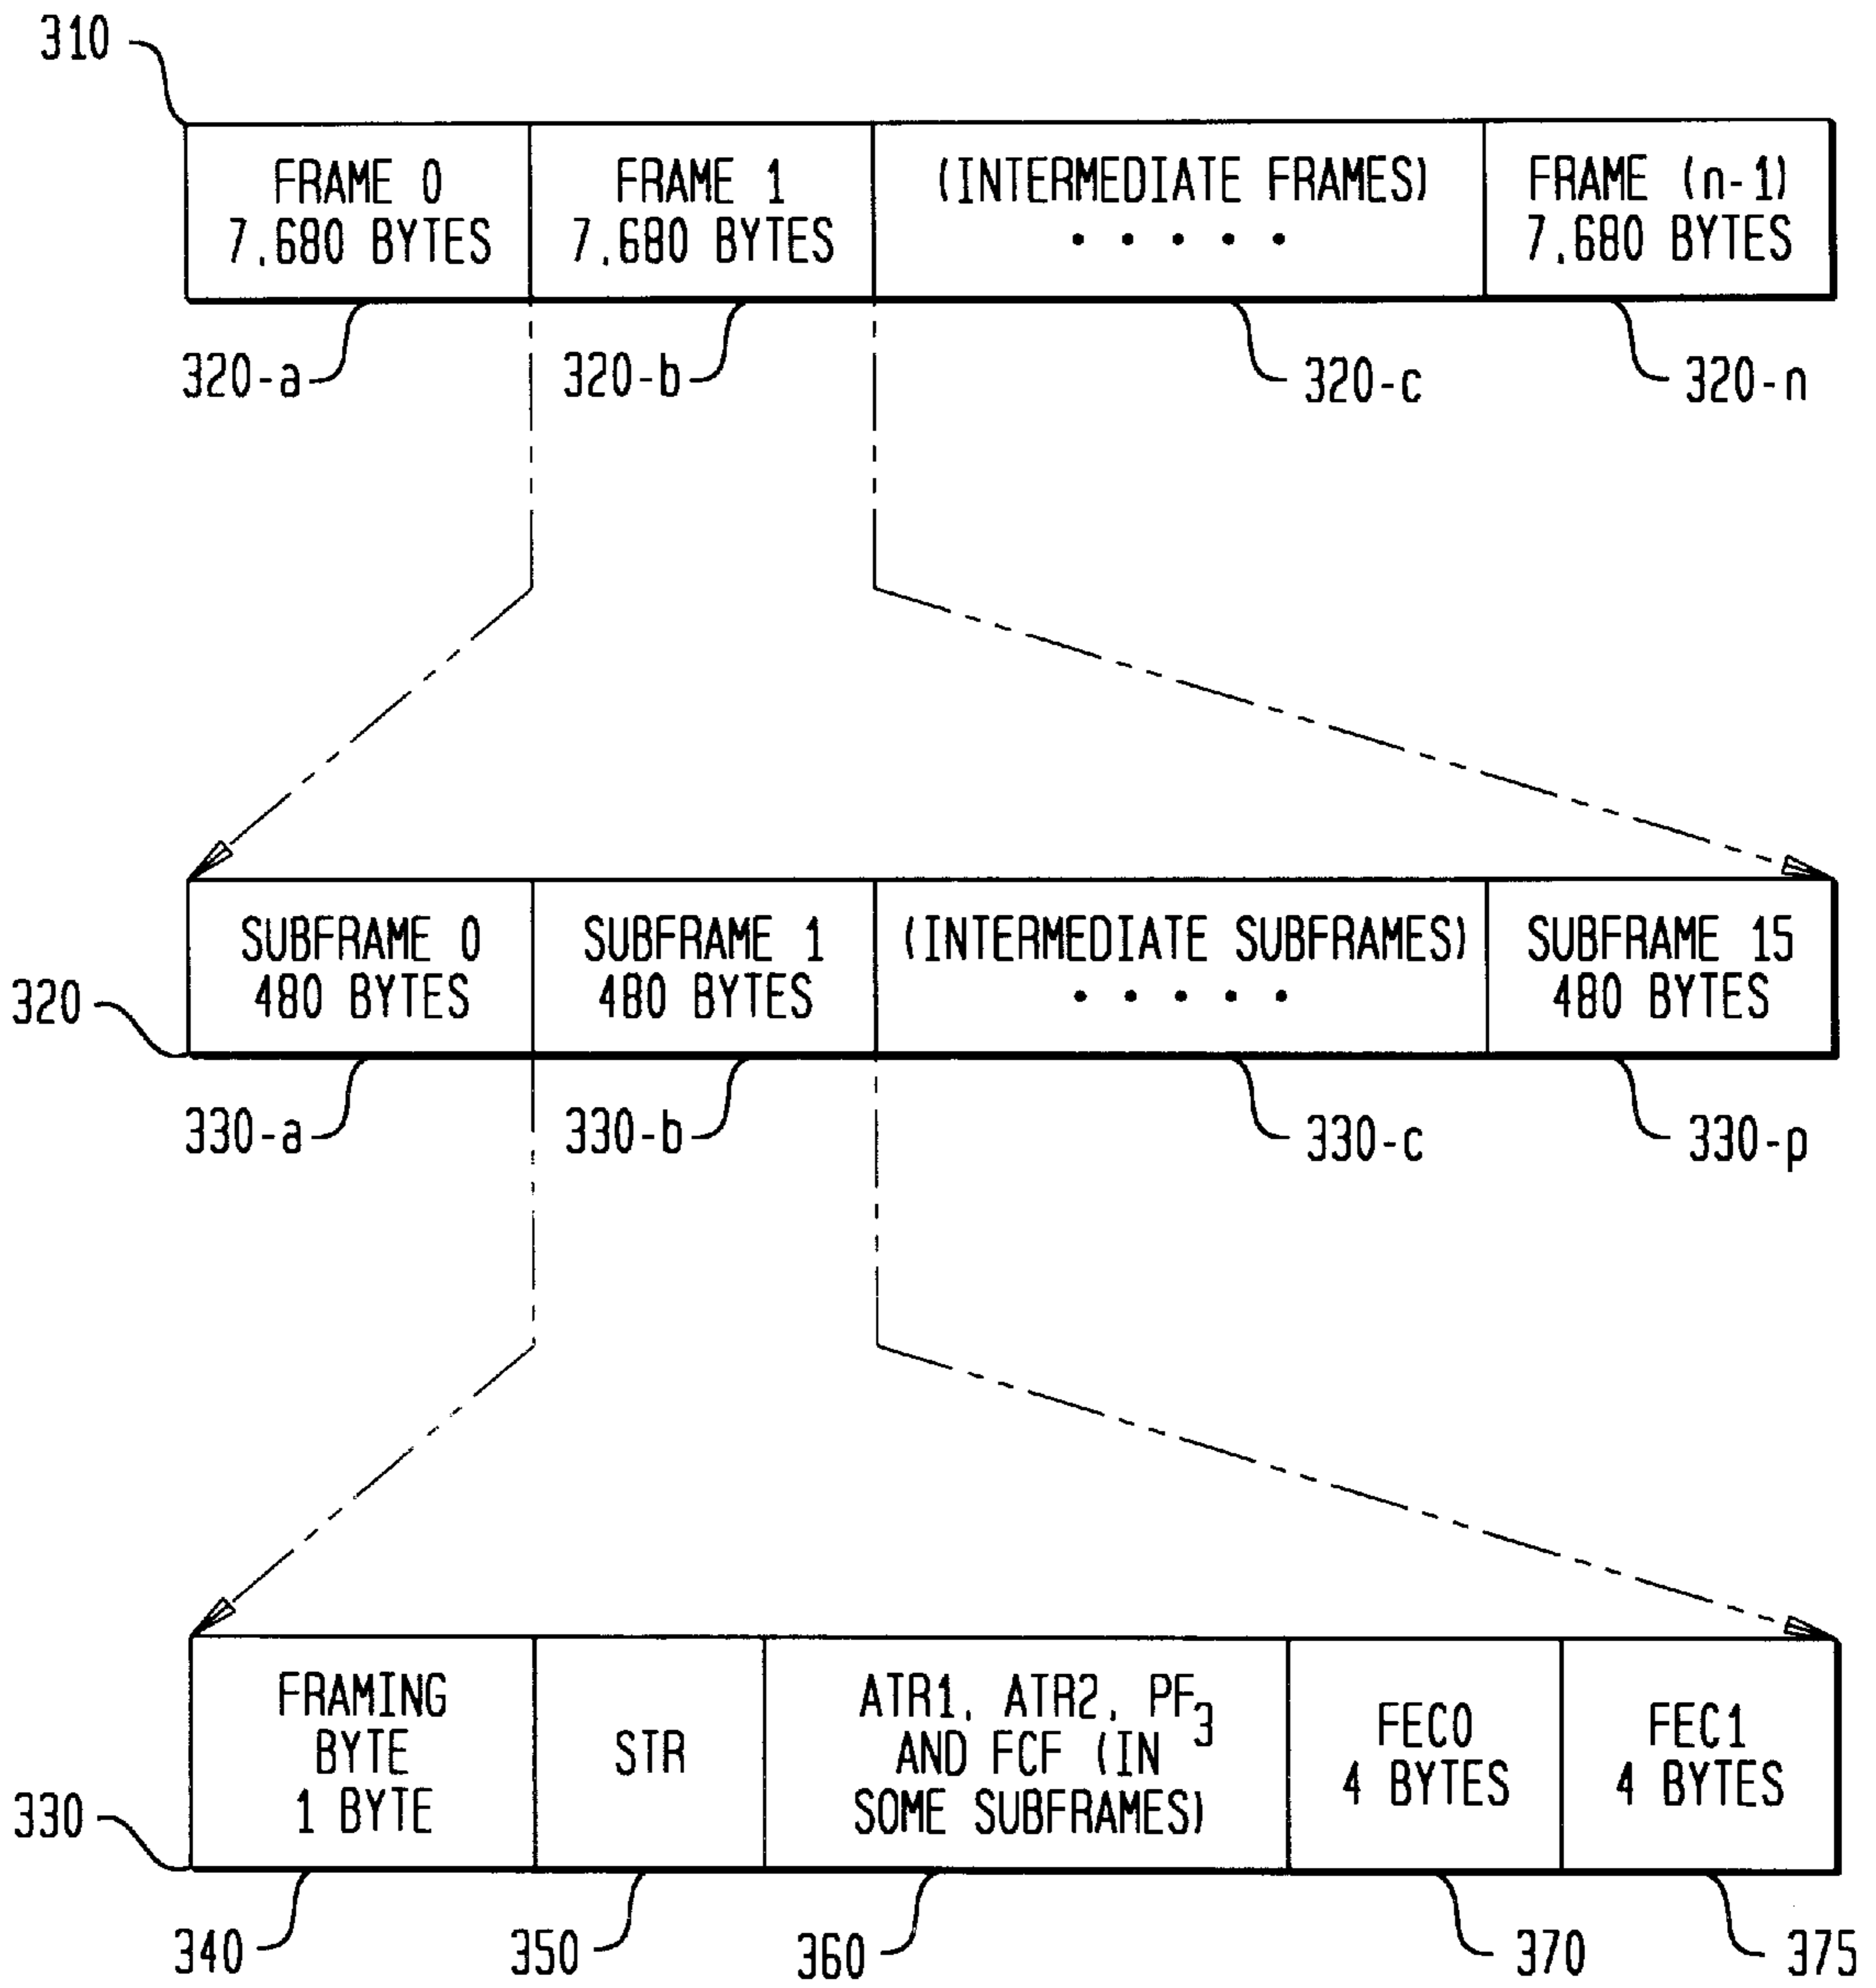 310
FRAME 0
7,680 BYTES
FRAME 1
7,680 BYTES
(INTERMEDIATE FRAMES)
• • • • •
FRAME (n-1)
7,680 BYTES
320-a
320-b
320-c
320-n
SUBFRAME 0
480 BYTES
SUBFRAME 1
480 BYTES
(INTERMEDIATE SUBFRAMES)
• • • • •
SUBFRAME 15
480 BYTES
320
330-a
330-b
330-c
330-p
FRAMING
BYTE
1 BYTE
STR
ATR1, ATR2, PF3
AND FCF (IN
SOME SUBFRAMES)
FEC0
4 BYTES
FEC1
4 BYTES
330
340
350
360
370
375